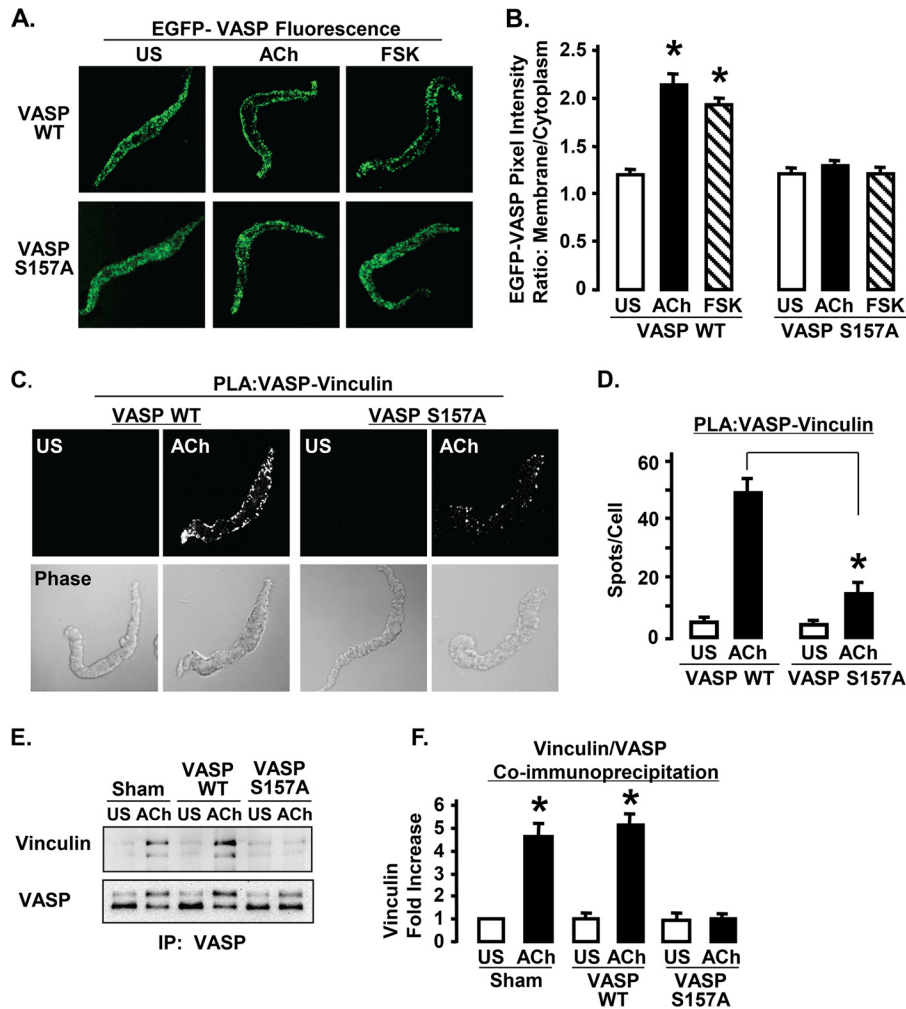 A.
EGFP- VASP Fluorescence
US ACh FSK
VASP
WT
VASP
S157A
B.
EGFP-VASP Pixel Intensity
Ratio: Membrane/Cytoplasm
2.5
2.0
1.6
1.0
0.5
0
* *
US ACh FSK US ACh FSK
VASP WT VASP S157A
C.
PLA:VASP-Vinculin
VASP WT VASP S157A
US ACh US ACh
Phase
D.
PLA:VASP-Vinculin
Spots/Cell
60
40
20
0
*
US ACh US ACh
VASP WT VASP S157A
E.
Sham VASP WT VASP S157A
US ACh US ACh US ACh
Vinculin
VASP
IP: VASP
F.
Vinculin/VASP
Co-immunoprecipitation
Vinculin
Fold Increase
6
5
4
3
2
1
0
* *
US ACh US ACh US ACh
Sham VASP WT VASP S157A